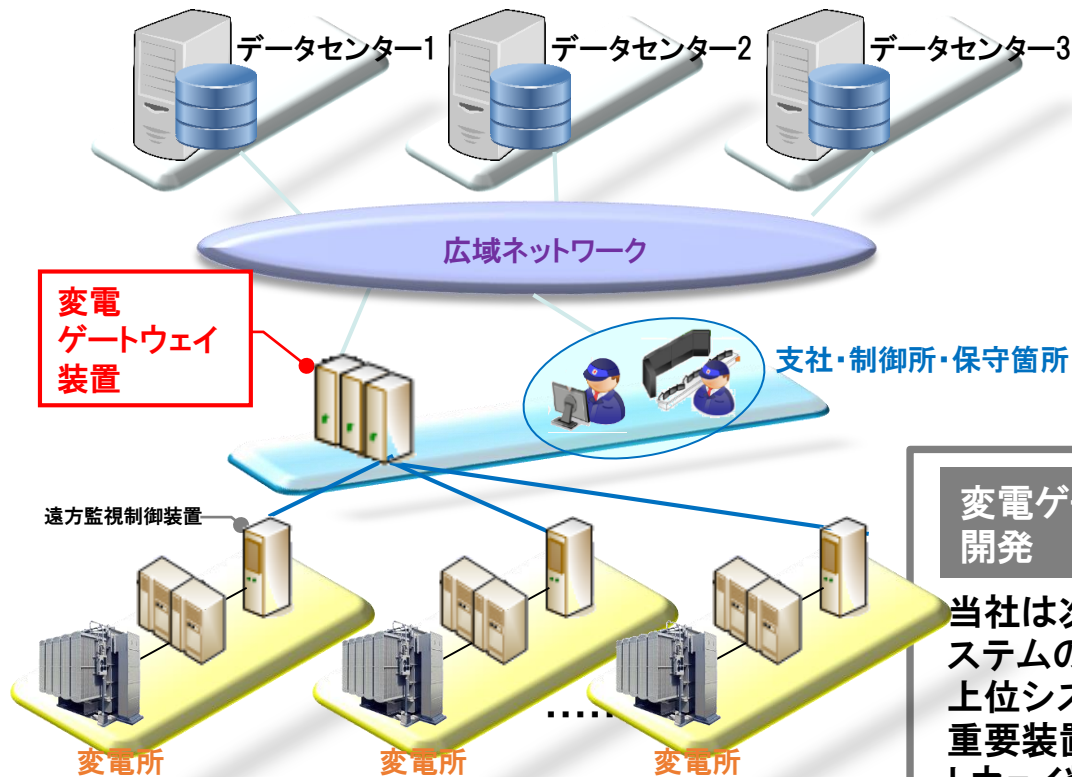 データセンター1
データセンター2
データセンター3
広域ネットワーク
変電
ゲートウェイ
装置
支社・制御所・保守箇所
遠方監視制御装置
変電ゲ
開発
当社は次
ステムの
上位シス
重要装置
......
変電所
変電所
変電所